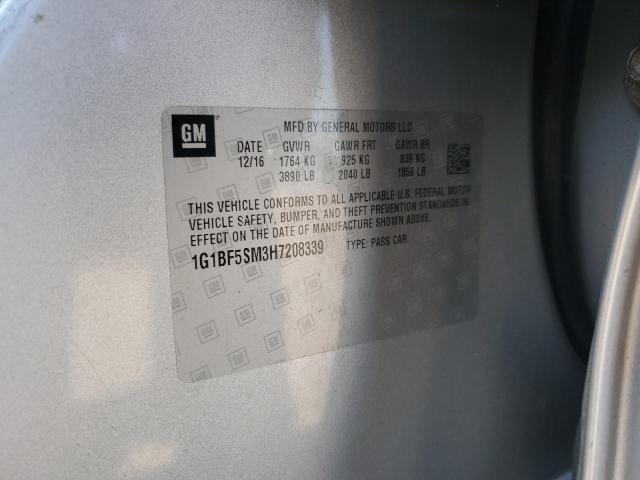 GM
MFD BY GENERAL MOTORS LLC
DATE GVWR GAWR FRT GAWR RR
12/16 1764 KG 925 KG 839 KG
3890 LB 2040 LB 1850 LB
THIS VEHICLE CONFORMS TO ALL APPLICABLE U.S. FEDERAL MOTOR
VEHICLE SAFETY, BUMPER, AND THEFT PREVENTION STANDARDS IN
EFFECT ON THE DATE OF MANUFACTURE SHOWN ABOVE.
1G1BF5SM3H7208339 TYPE: PASS CAR